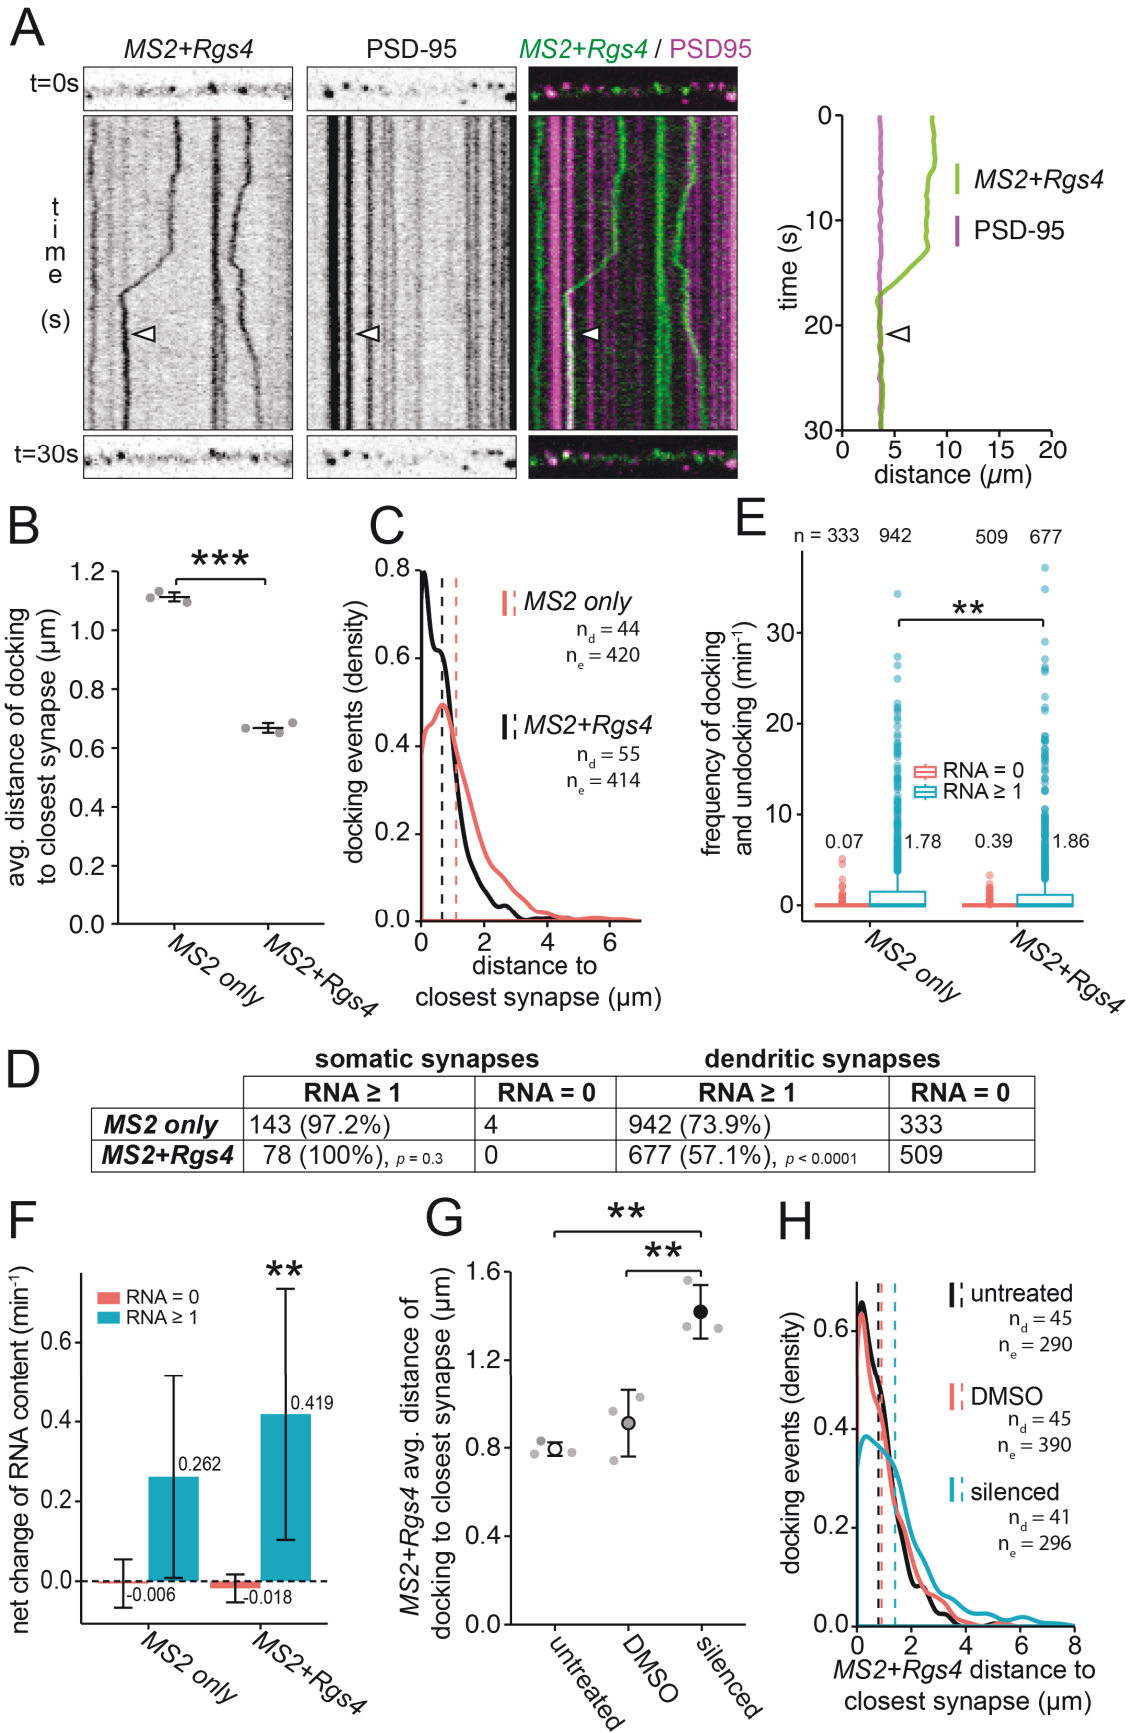 A
MS2+Rgs4
PSD-95
MS2+Rgs4 / PSD95
t=0s
time
(s)
t=30s
0
10
20
30
time (s)
MS2+Rgs4
PSD-95
0 5 10 15 20
distance (µm)
B
***
1.2
1.0
0.8
0.6
0.4
0.2
0.0
avg. distance of docking
to closest synapse (µm)
MS2 only
MS2+Rgs4
C
0.8
0.6
0.4
0.2
0.0
docking events (density)
MS2 only
nd = 44
ne = 420
MS2+Rgs4
nd = 55
ne = 414
0 2 4 6
distance to
closest synapse (µm)
E
n = 333 942 509 677
**
30
20
10
0
frequency of docking
and undocking (min-1)
RNA = 0
RNA ≥ 1
0.07 1.78 0.39 1.86
MS2 only
MS2+Rgs4
D
somatic synapses dendritic synapses
RNA ≥ 1 RNA = 0 RNA ≥ 1 RNA = 0
MS2 only 143 (97.2%) 4 942 (73.9%) 333
MS2+Rgs4 78 (100%), p = 0.3 0 677 (57.1%), p < 0.0001 509
F
**
RNA = 0
RNA ≥ 1
0.6
0.4
0.2
0.0
net change of RNA content (min-1)
0.419
0.262
-0.006
-0.018
MS2 only
MS2+Rgs4
G
**
**
1.6
1.2
0.8
0.4
0.0
MS2+Rgs4 avg. distance of
docking to closest synapse (µm)
untreated
DMSO
silenced
H
0.6
0.4
0.2
0.0
docking events (density)
untreated
nd = 45
ne = 290
DMSO
nd = 45
ne = 390
silenced
nd = 41
ne = 296
0 2 4 6 8
MS2+Rgs4 distance to
closest synapse (µm)